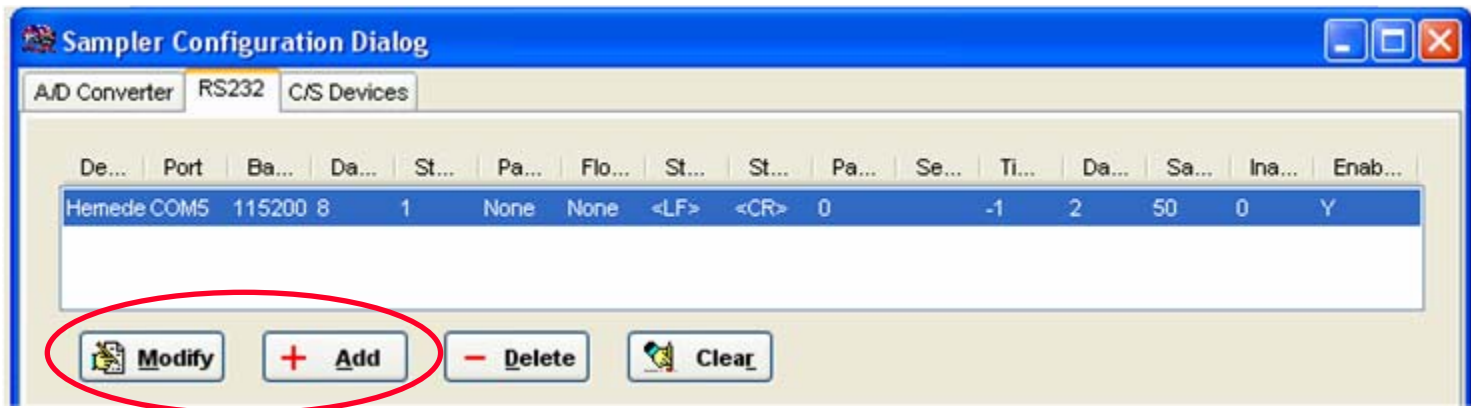 Sampler Configuration Dialog
A/D Converter RS232 C/S Devices
De... Port Ba... Da... St... Pa... Flo... St... St... Pa... Se... Ti... Da... Sa... Ina... Enab...
Hemede COM5 115200 8 1 None None <LF> <CR> 0 -1 2 50 0 Y
Modify + Add − Delete Clear